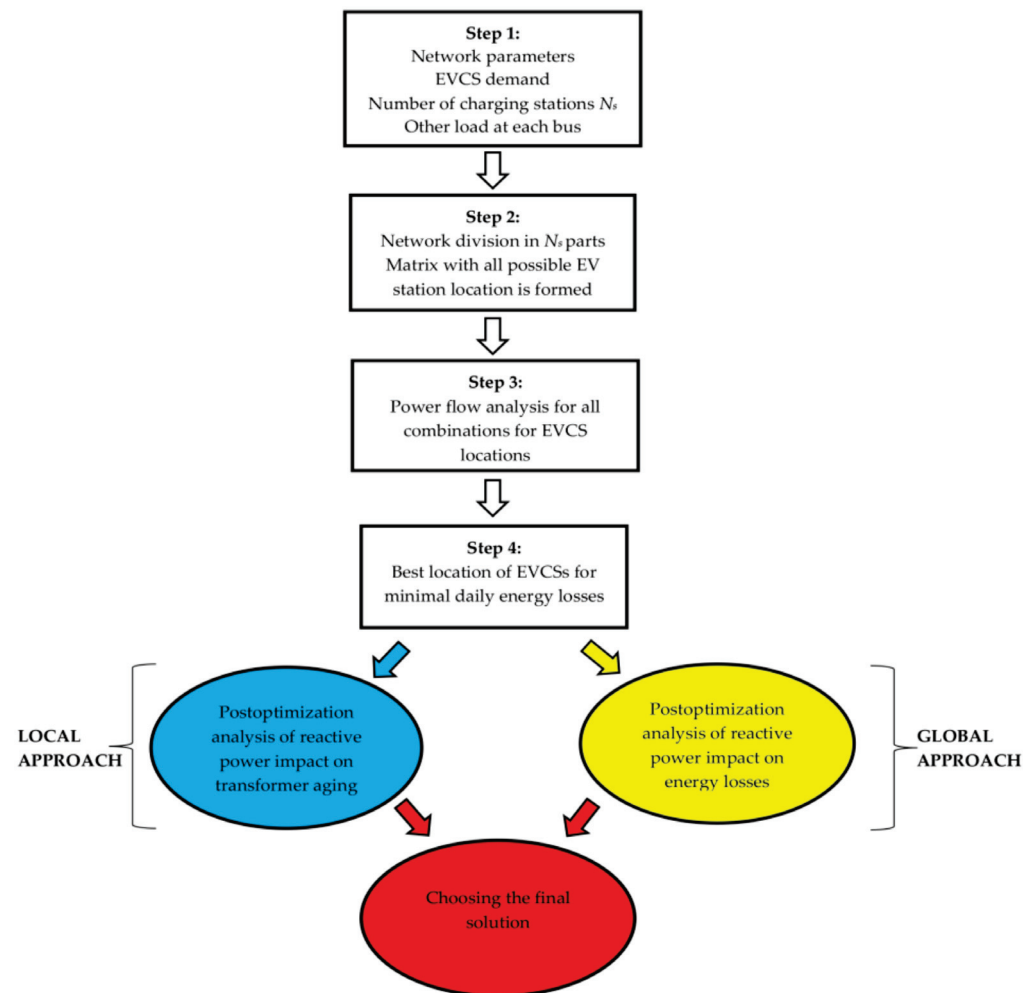 Step 1:
Network parameters
EVCS demand
Number of charging stations Ns
Other load at each bus
Step 2:
Network division in Ns parts
Matrix with all possible EV
station location is formed
Step 3:
Power flow analysis for all
combinations for EVCS
locations
Step 4:
Best location of EVCSs for
minimal daily energy losses
LOCAL
APPROACH
Postoptimization
analysis of reactive
power impact on
transformer aging
Postoptimization
analysis of reactive
power impact on
energy losses
GLOBAL
APPROACH
Choosing the final
solution